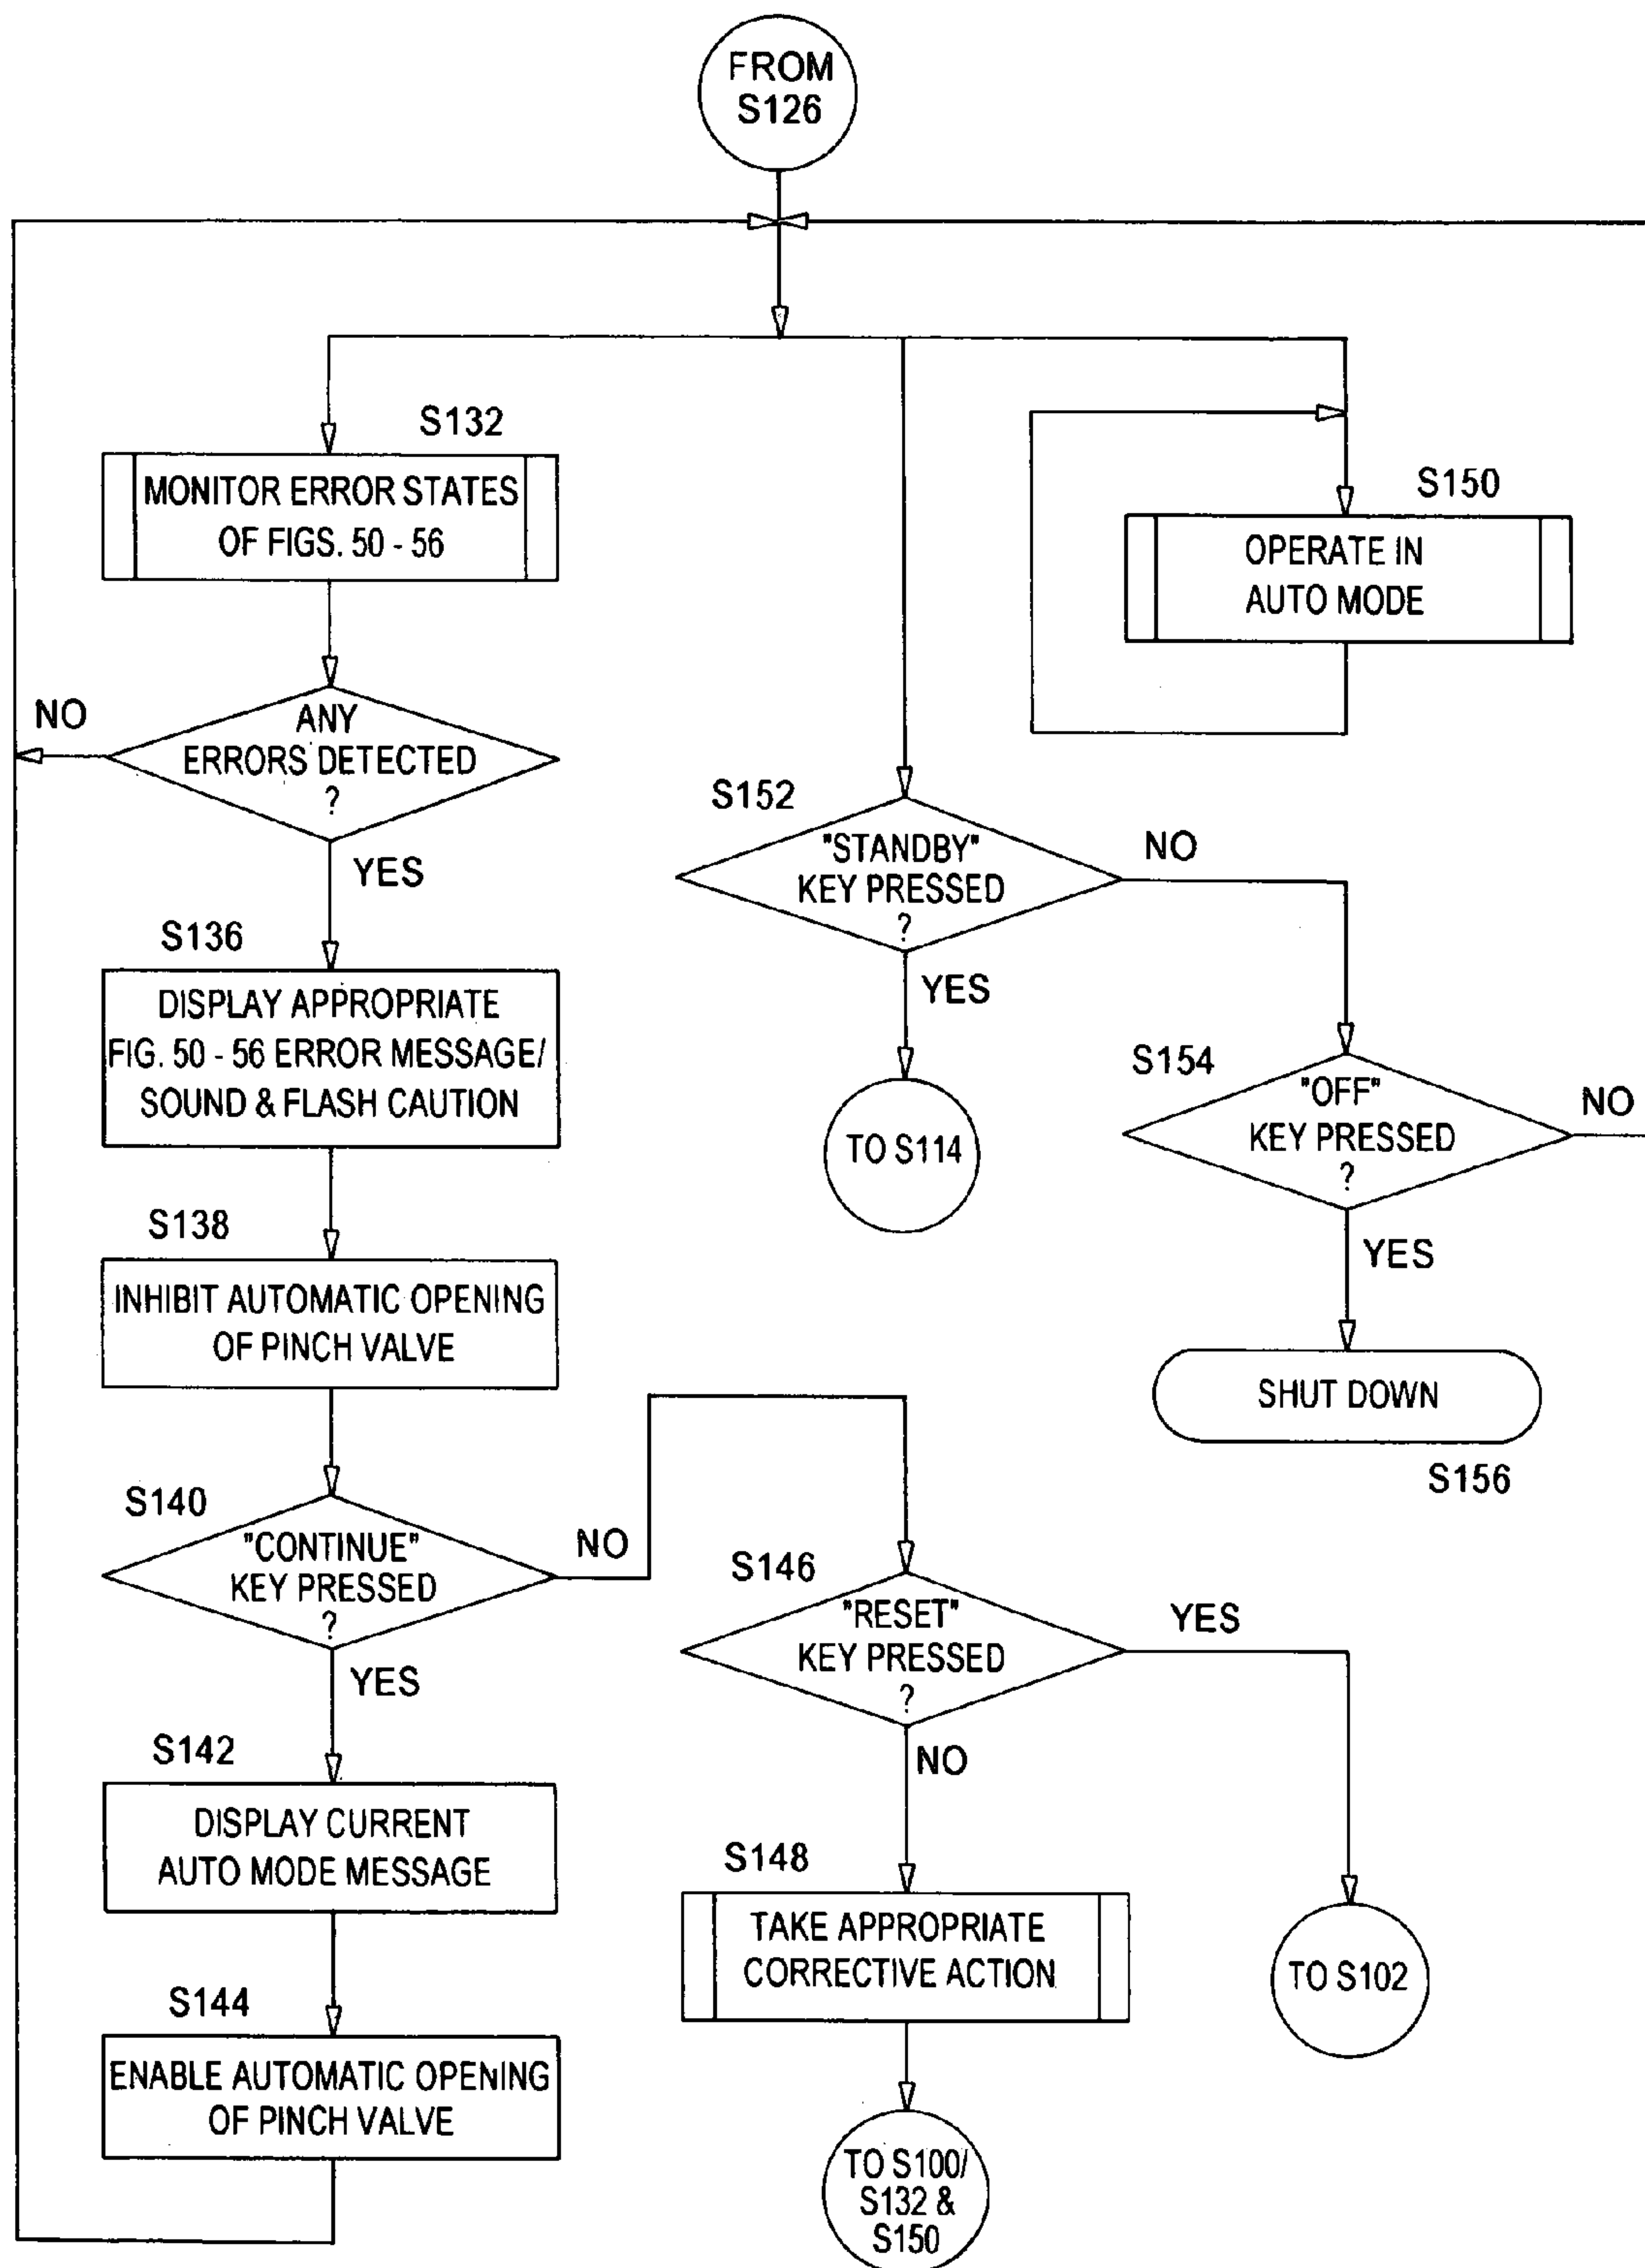 FROM
S126
S132
MONITOR ERROR STATES
OF FIGS. 50 - 56
NO
ANY
ERRORS DETECTED
?
YES
S136
DISPLAY APPROPRIATE
FIG. 50 - 56 ERROR MESSAGE/
SOUND & FLASH CAUTION
S138
INHIBIT AUTOMATIC OPENING
OF PINCH VALVE
S140
"CONTINUE"
KEY PRESSED
?
NO
YES
S142
DISPLAY CURRENT
AUTO MODE MESSAGE
S144
ENABLE AUTOMATIC OPENING
OF PINCH VALVE
S146
"RESET"
KEY PRESSED
?
YES
NO
S148
TAKE APPROPRIATE
CORRECTIVE ACTION
TO S100/
S132 &
S150
TO S102
S150
OPERATE IN
AUTO MODE
S152
"STANDBY"
KEY PRESSED
?
NO
YES
TO S114
S154
"OFF"
KEY PRESSED
?
NO
YES
SHUT DOWN
S156